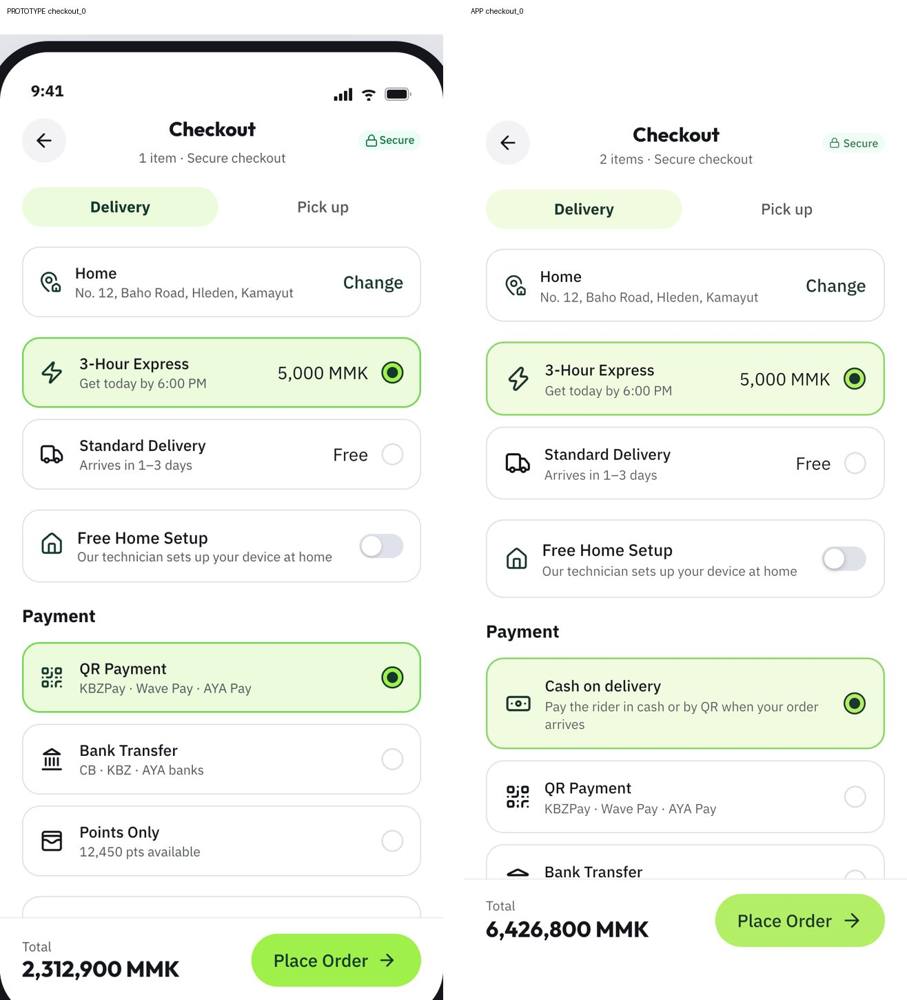 PROTOTYPE checkout_0
9:41
Checkout
1 item · Secure checkout
Secure
Delivery
Pick up
Home
No. 12, Baho Road, Hleden, Kamayut
Change
3-Hour Express
Get today by 6:00 PM
5,000 MMK
Standard Delivery
Arrives in 1–3 days
Free
Free Home Setup
Our technician sets up your device at home
Payment
QR Payment
KBZPay · Wave Pay · AYA Pay
Bank Transfer
CB · KBZ · AYA banks
Points Only
12,450 pts available
Total
2,312,900 MMK
Place Order
APP checkout_0
Checkout
2 items · Secure checkout
Secure
Delivery
Pick up
Home
No. 12, Baho Road, Hleden, Kamayut
Change
3-Hour Express
Get today by 6:00 PM
5,000 MMK
Standard Delivery
Arrives in 1–3 days
Free
Free Home Setup
Our technician sets up your device at home
Payment
Cash on delivery
Pay the rider in cash or by QR when your order
arrives
QR Payment
KBZPay · Wave Pay · AYA Pay
Bank Transfer
Total
6,426,800 MMK
Place Order